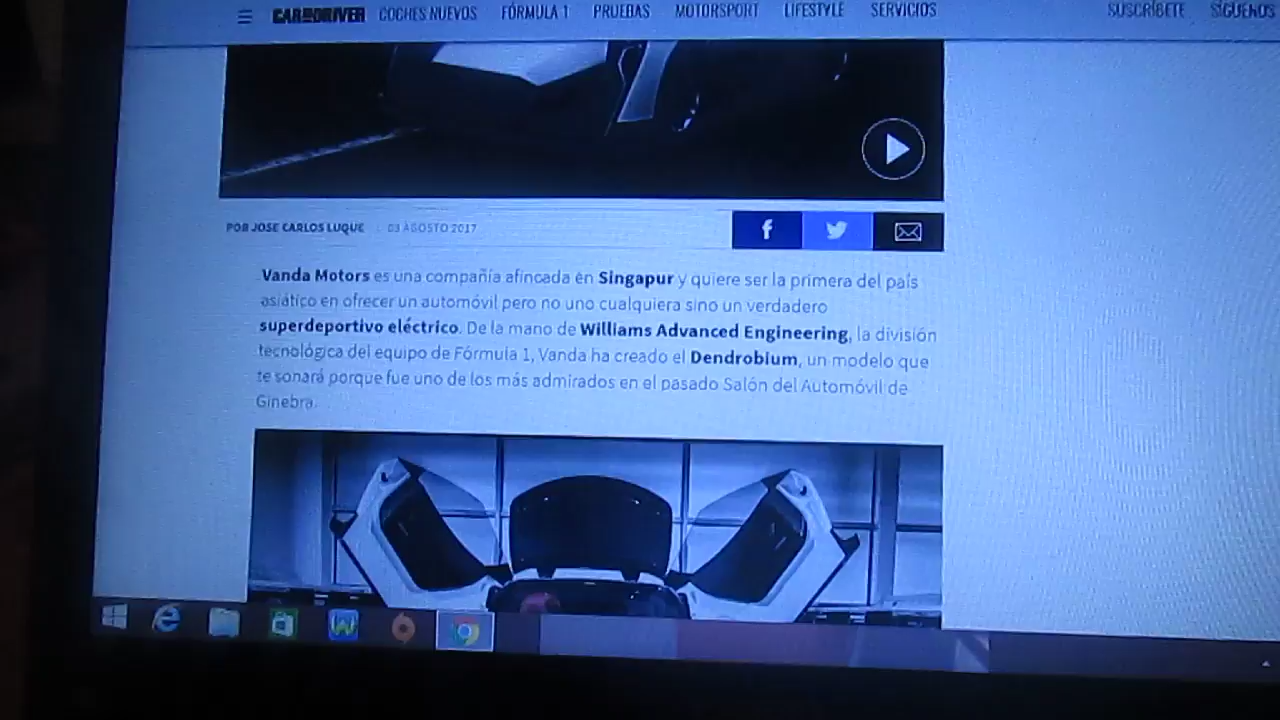 CAR AND DRIVER COCHES NUEVOS FÓRMULA 1 PRUEBAS MOTORSPORT LIFESTYLE SERVICIOS SUSCRÍBETE SÍGUENOS
POR JOSE CARLOS LUQUE | 03 AGOSTO 2017
Vanda Motors es una compañía afincada en Singapur y quiere ser la primera del país
asiático en ofrecer un automóvil pero no uno cualquiera sino un verdadero
superdeportivo eléctrico. De la mano de Williams Advanced Engineering, la división
tecnológica del equipo de Fórmula 1, Vanda ha creado el Dendrobium, un modelo que
te sonará porque fue uno de los más admirados en el pasado Salón del Automóvil de
Ginebra.